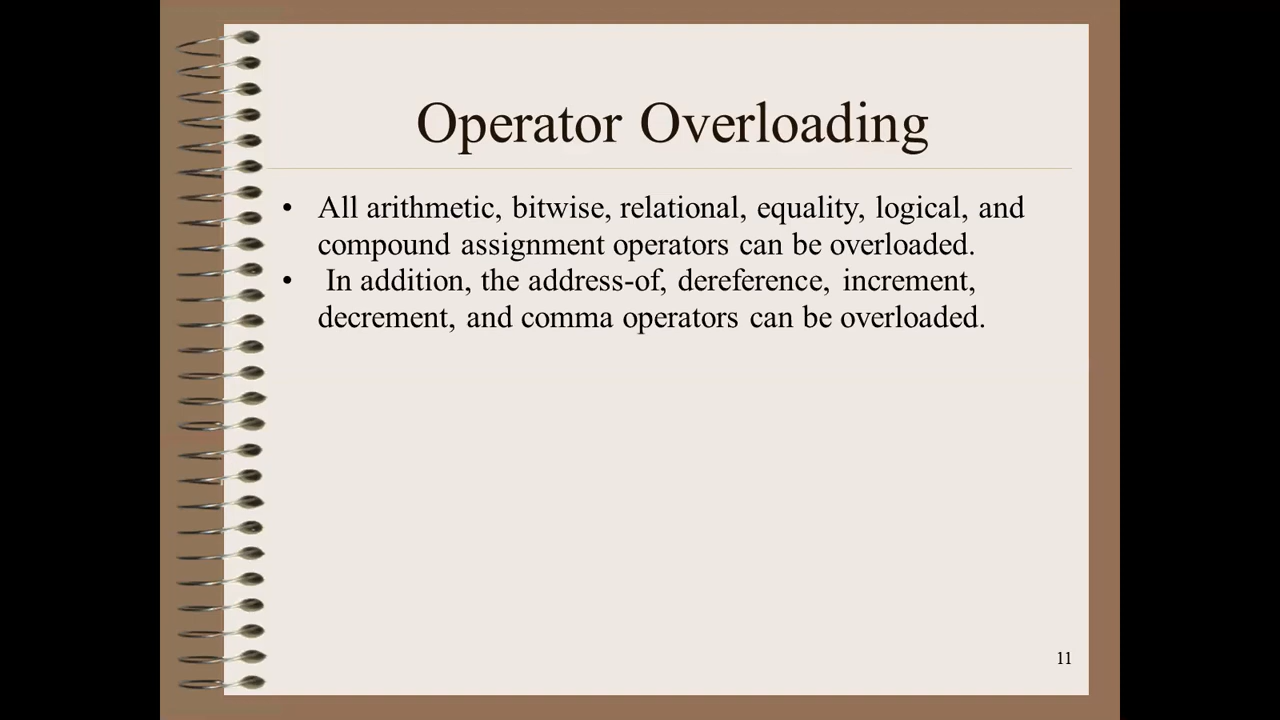 Operator Overloading
• All arithmetic, bitwise, relational, equality, logical, and
compound assignment operators can be overloaded.
• In addition, the address-of, dereference, increment,
decrement, and comma operators can be overloaded.
11